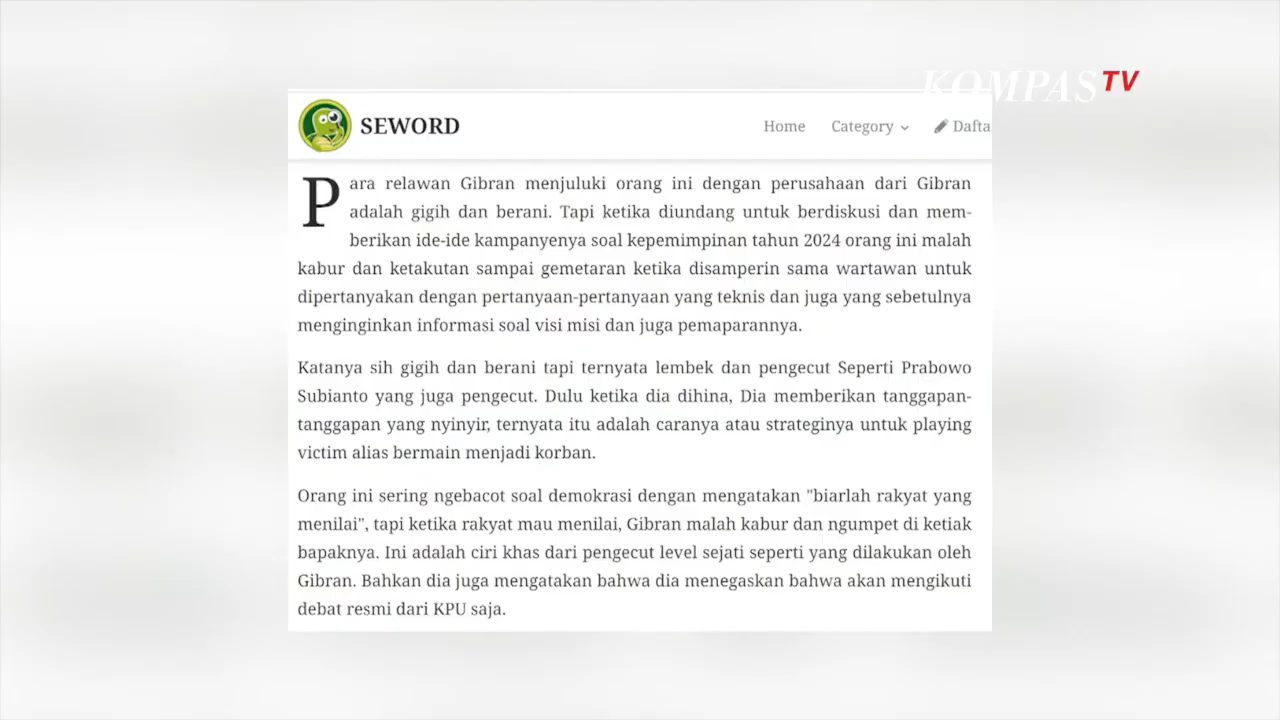 KOMPAS TV
SEWORD
Home Category Dafta
Para relawan Gibran menjuluki orang ini dengan perusahaan dari Gibran
adalah gigih dan berani. Tapi ketika diundang untuk berdiskusi dan mem-
berikan ide-ide kampanyenya soal kepemimpinan tahun 2024 orang ini malah
kabur dan ketakutan sampai gemetaran ketika disamperin sama wartawan untuk
dipertanyakan dengan pertanyaan-pertanyaan yang teknis dan juga yang sebetulnya
menginginkan informasi soal visi misi dan juga pemaparannya.
Katanya sih gigih dan berani tapi ternyata lembek dan pengecut Seperti Prabowo
Subianto yang juga pengecut. Dulu ketika dia dihina, Dia memberikan tanggapan-
tanggapan yang nyinyir, ternyata itu adalah caranya atau strateginya untuk playing
victim alias bermain menjadi korban.
Orang ini sering ngebacot soal demokrasi dengan mengatakan "biarlah rakyat yang
menilai", tapi ketika rakyat mau menilai, Gibran malah kabur dan ngumpet di ketiak
bapaknya. Ini adalah ciri khas dari pengecut level sejati seperti yang dilakukan oleh
Gibran. Bahkan dia juga mengatakan bahwa dia menegaskan bahwa akan mengikuti
debat resmi dari KPU saja.